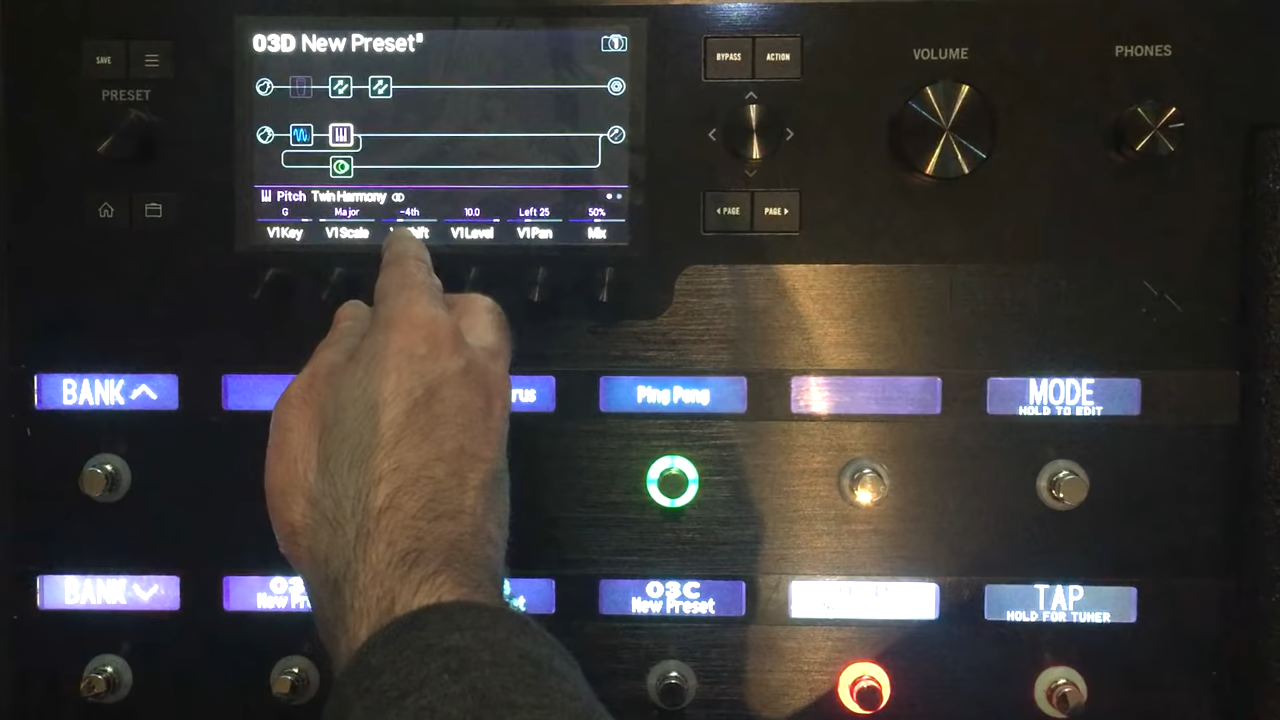 03D New Preset
SAVE
PRESET
BYPASS
ACTION
VOLUME
PHONES
Pitch Twin Harmony
G Major -4th 10.0 Left 25 50%
V1 Key V1 Scale V1 Level V1 Pan Mix
◄ PAGE
PAGE ►
BANK
Ping Pong
MODE
HOLD TO EDIT
BANK
03C
New Preset
TAP
HOLD FOR TUNER